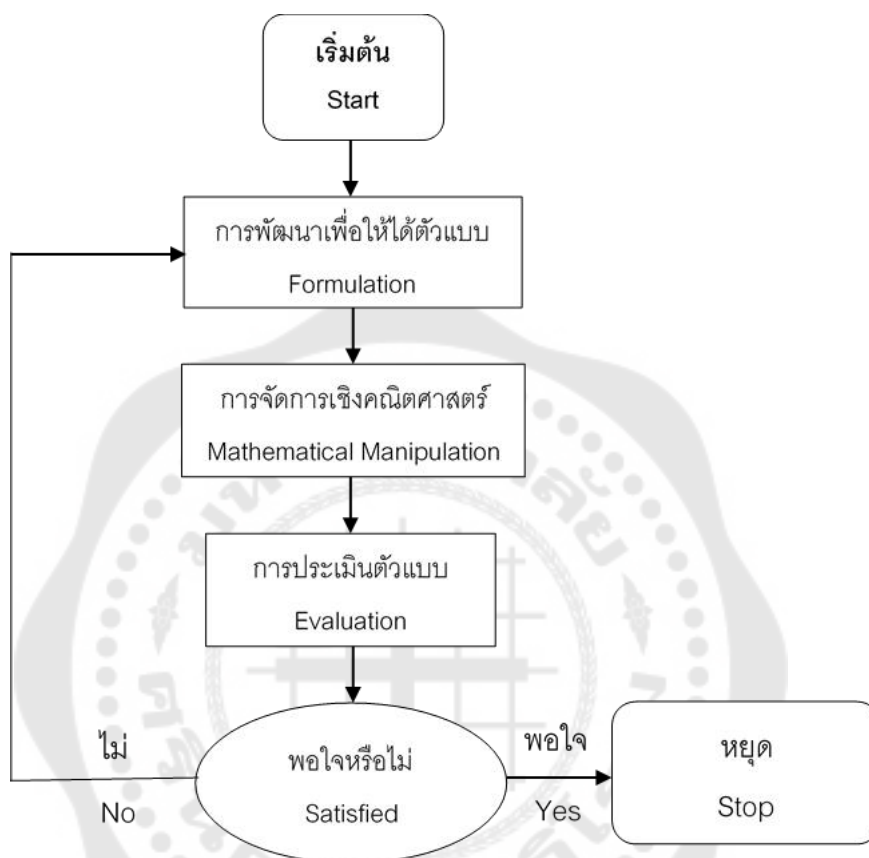 เริ่มต้น
Start
การพัฒนาเพื่อให้ได้ตัวแบบ
Formulation
การจัดการเชิงคณิตศาสตร์
Mathematical Manipulation
การประเมินตัวแบบ
Evaluation
พอใจหรือไม่
Satisfied
ไม่
No
พอใจ
Yes
หยุด
Stop